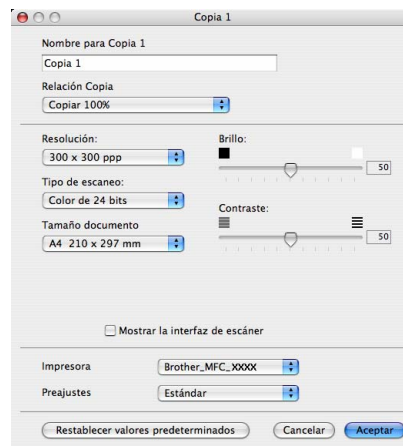 Copia 1
Nombre para Copia 1
Copia 1
Relación Copia
Copiar 100%
Resolución:
300 x 300 ppp
Tipo de escaneo:
Color de 24 bits
Tamaño documento
A4 210 x 297 mm
Brillo:
50
Contraste:
50
Mostrar la interfaz de escáner
Impresora
Brother_MFC_XXXX
Preajustes
Estándar
Restablecer valores predeterminados
Cancelar
Aceptar